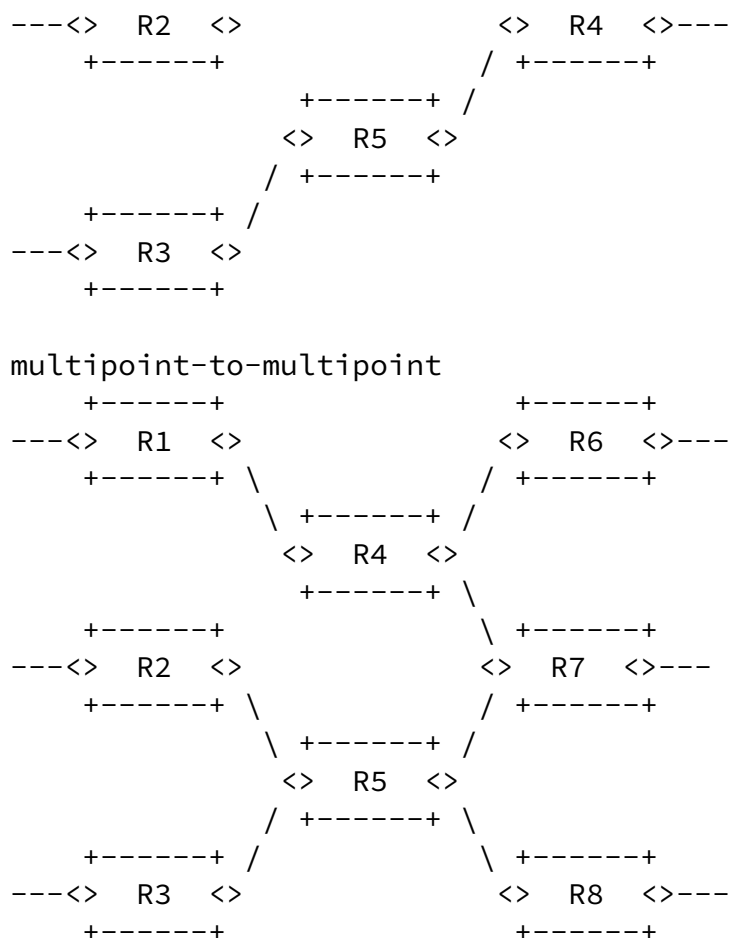 ---<>  R2  <>              <>  R4  <>---
    +------+              / +------+
                +------+ /
               <>  R5  <>
              / +------+
    +------+ /
---<>  R3  <>
    +------+

multipoint-to-multipoint
    +------+                +------+
---<>  R1  <>              <>  R6  <>---
    +------+ \            / +------+
              \ +------+ /
               <>  R4  <>
                +------+ \
    +------+              \ +------+
---<>  R2  <>             <>  R7  <>---
    +------+ \            / +------+
              \ +------+ /
               <>  R5  <>
              / +------+ \
    +------+ /            \ +------+
---<>  R3  <>              <>  R8  <>---
    +------+                +------+